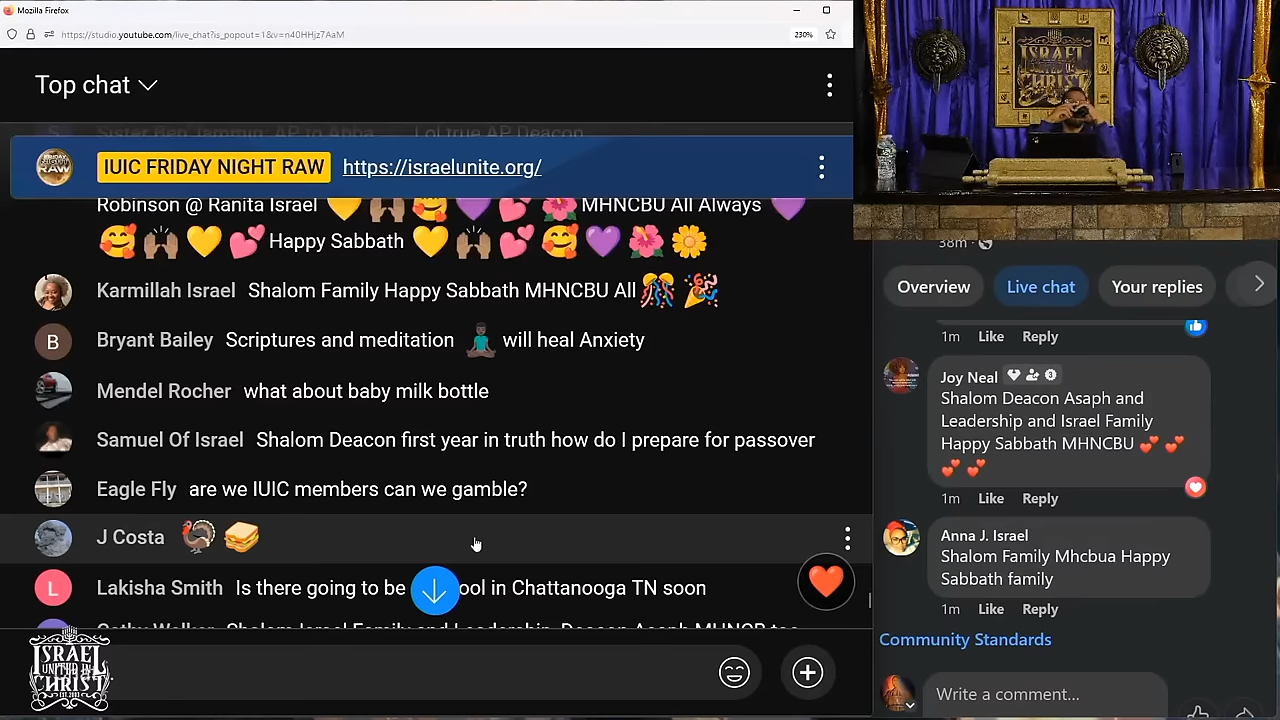 Mozilla Firefox
https://studio.youtube.com/live_chat?is_popout=1&v=n40HHjz7AaM
230%
Top chat
Sister Ben Jammin: AP to Abba Lol true AP Deacon
IUIC FRIDAY NIGHT RAW https://israelunite.org/
Robinson @ Ranita Israel 💛🙌🏽🥰💜💕🌺 MHNCBU All Always 💜
🥰🙌🏽💛💕 Happy Sabbath 💛🙌🏽💕🥰💜🌺🌼
Karmillah Israel Shalom Family Happy Sabbath MHNCBU All 🎊 🎉
B Bryant Bailey Scriptures and meditation 🧘🏿‍♂️ will heal Anxiety
Mendel Rocher what about baby milk bottle
Samuel Of Israel Shalom Deacon first year in truth how do I prepare for passover
Eagle Fly are we IUIC members can we gamble?
J Costa 🦃 🥪
L Lakisha Smith Is there going to be ool in Chattanooga TN soon
Cathy Walker Shalom Israel Family and Leadership, Deacon Asaph MHNCB too
ISRAEL
UNITED IN
CHRIST
EST. 2003
ISRAEL
UNITED IN
CHRIST
38m
Overview
Live chat
Your replies
1m Like Reply
Joy Neal
Shalom Deacon Asaph and
Leadership and Israel Family
Happy Sabbath MHNCBU 💕 💕
💕 💕
1m Like Reply
Anna J. Israel
Shalom Family Mhcbua Happy
Sabbath family
1m Like Reply
Community Standards
Write a comment...